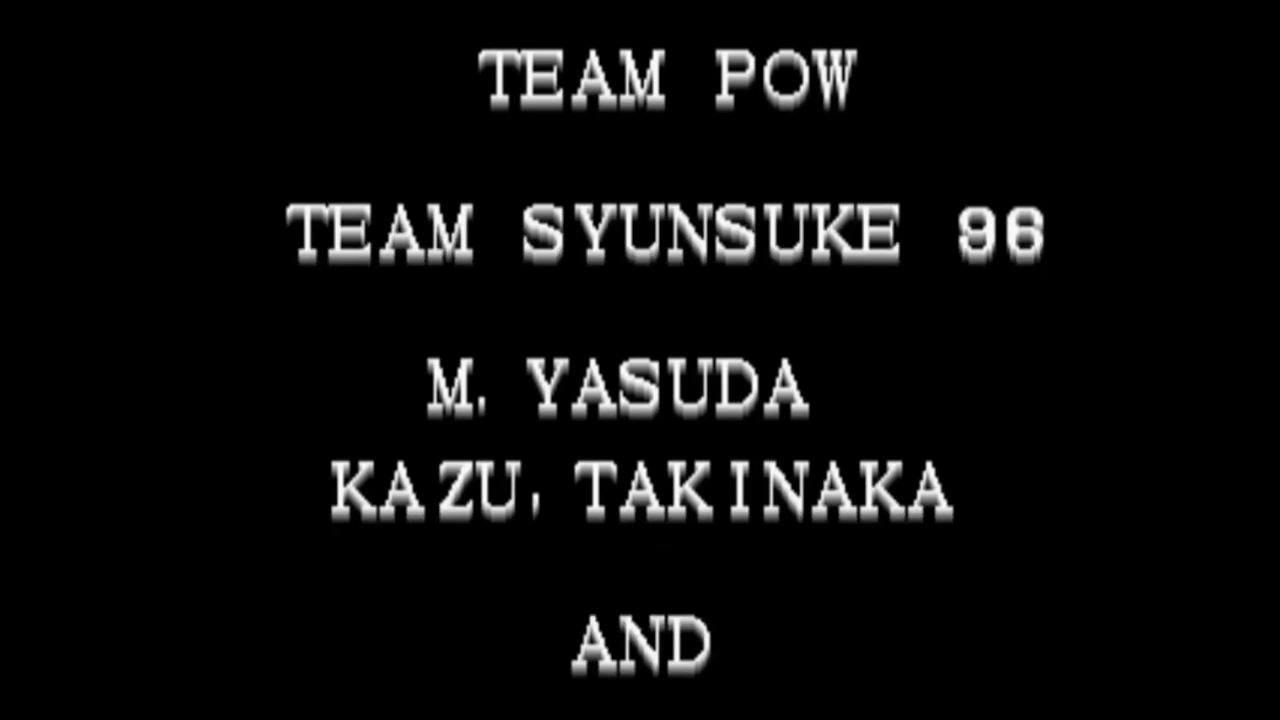 TEAM POW
TEAM SYUNSUKE 96
M. YASUDA
KAZU. TAKINAKA
AND